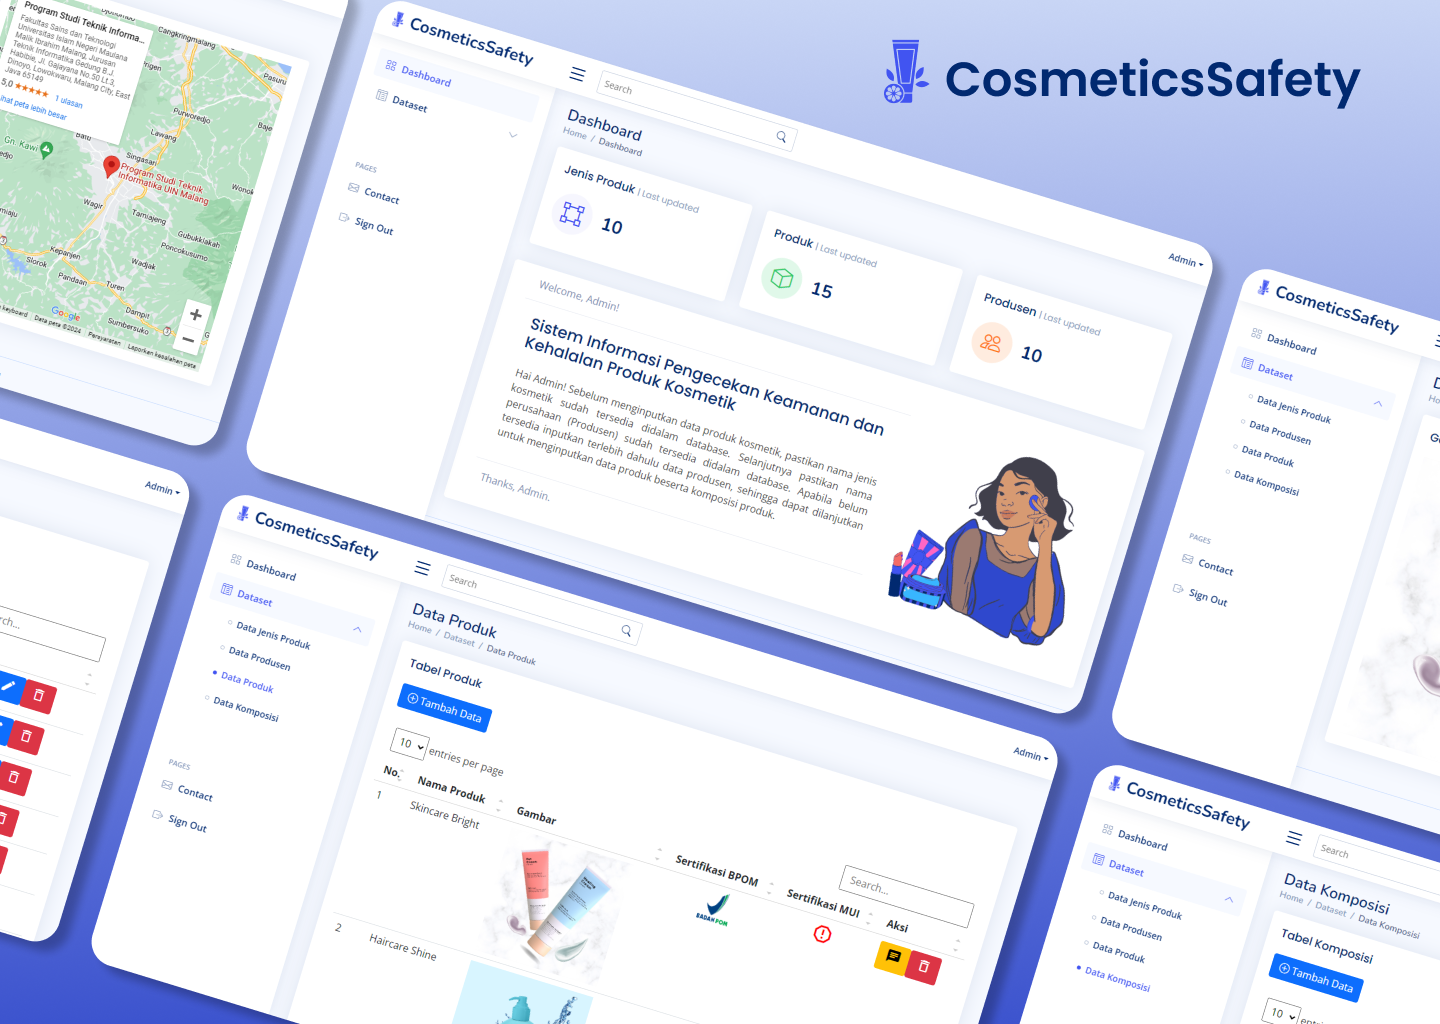 CosmeticsSafety
Program Studi Teknik Informa...
Fakultas Sains dan Teknologi
Universitas Islam Negeri Maulana
Malik Ibrahim Malang, Jurusan
Teknik Informatika Gedung B.J.
Habibie, Jl. Gajayana No.50 Lt.3,
Dinoyo, Lowokwaru, Malang City, East
Java 65149
5,0
1 ulasan
lihat peta lebih besar
Cangkringmalang
Pasuruan
Purworedjo
Lawang
Baje
Batu
Gn. Kawi
Singasari
Program Studi Teknik
Informatika UIN Malang
Wonok
Wagir
Tamiajeng
Gubukklakah
Poncokusumo
Kepanjen
Wadjak
Slorok
Pandaan
Turen
Dampit
Sumbersuko
Google
keyboard
Data peta ©2024
Persyaratan
Laporkan kesalahan peta
CosmeticsSafety
Search
Dashboard
Dataset
PAGES
Contact
Sign Out
Admin
Dashboard
Home / Dashboard
Jenis Produk | Last updated
10
Produk | Last updated
15
Produsen | Last updated
10
Welcome, Admin!
Sistem Informasi Pengecekan Keamanan dan
Kehalalan Produk Kosmetik
Hai Admin! Sebelum menginputkan data produk kosmetik, pastikan nama jenis
kosmetik sudah tersedia didalam database. Selanjutnya pastikan nama
perusahaan (Produsen) sudah tersedia didalam database. Apabila belum
tersedia inputkan terlebih dahulu data produsen, sehingga dapat dilanjutkan
untuk menginputkan data produk beserta komposisi produk.
Thanks, Admin.
CosmeticsSafety
Dashboard
Dataset
Data Jenis Produk
Data Produsen
Data Produk
Data Komposisi
PAGES
Contact
Sign Out
Admin
CosmeticsSafety
Search
Dashboard
Dataset
Data Jenis Produk
Data Produsen
Data Produk
Data Komposisi
PAGES
Contact
Sign Out
Admin
Data Produk
Home / Dataset / Data Produk
Tabel Produk
Tambah Data
10 entries per page
Search...
No.
Nama Produk
Gambar
Sertifikasi BPOM
Sertifikasi MUI
Aksi
1
Skincare Bright
BADAN POM
2
Haircare Shine
CosmeticsSafety
Search
Dashboard
Dataset
Data Jenis Produk
Data Produsen
Data Produk
Data Komposisi
Data Komposisi
Home / Dataset / Data Komposisi
Tabel Komposisi
Tambah Data
10